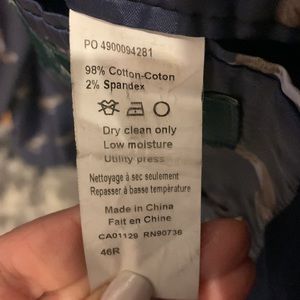 PO 4900094281
98% Cotton-Coton
2% Spandex
Dry clean only
Low moisture
Utility press
Nettoyage à sec seulement
Repasser à basse température
Made in China
Fait en Chine
CA01129 RN90736
46R